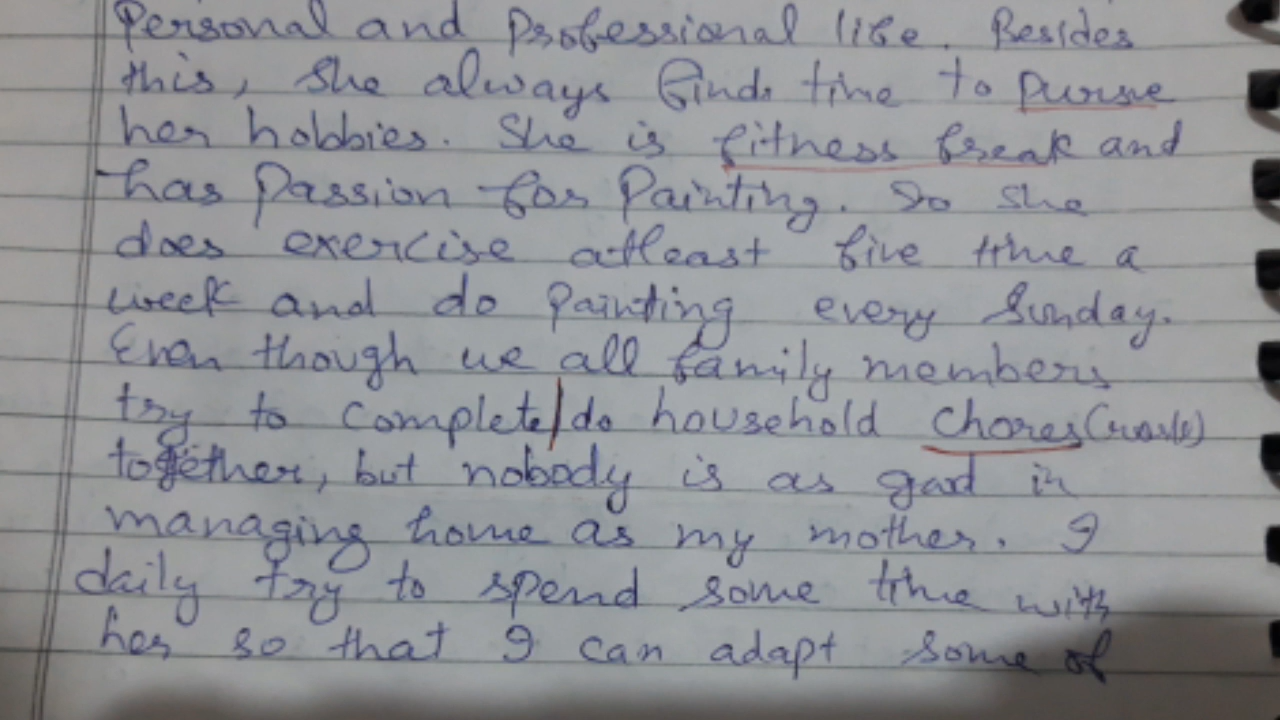 Personal and Professional life. Besides
this, She always finds time to pursue
her hobbies. She is fitness freak and
has Passion for Painting. So she
does exercise atleast five time a
week and do Painting every Sunday.
Even though we all family members
try to complete/do household chores(work)
together, but nobody is as good in
managing home as my mother. I
daily try to spend some time with
her so that I can adapt some of